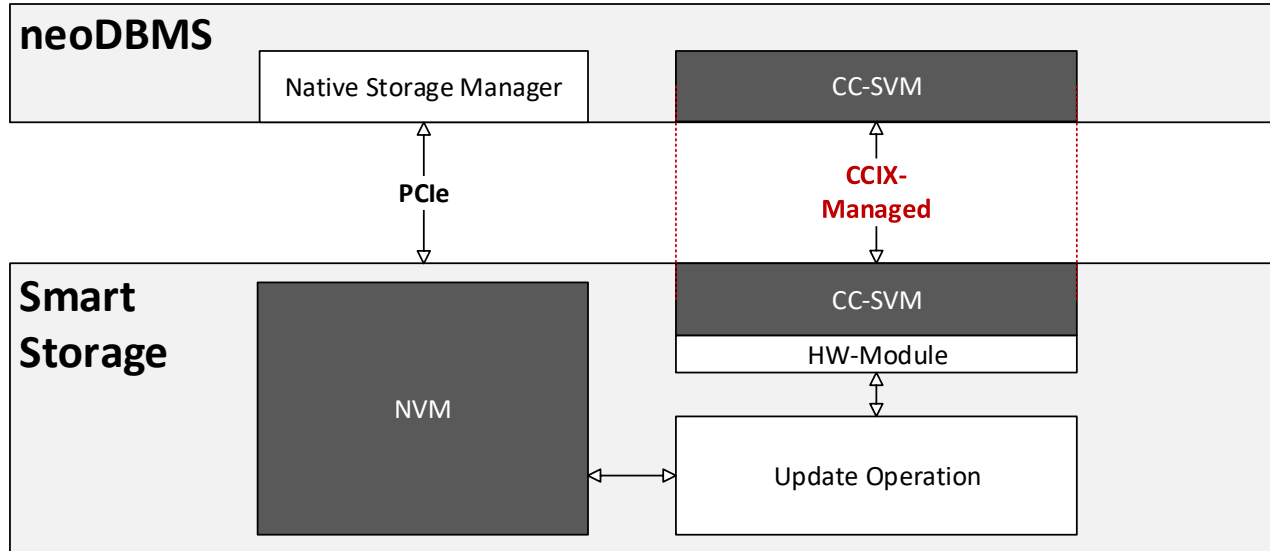 neoDBMS
Native Storage Manager
CC-SVM
PCIe
CCIX-
Managed
Smart
Storage
CC-SVM
HW-Module
NVM
Update Operation